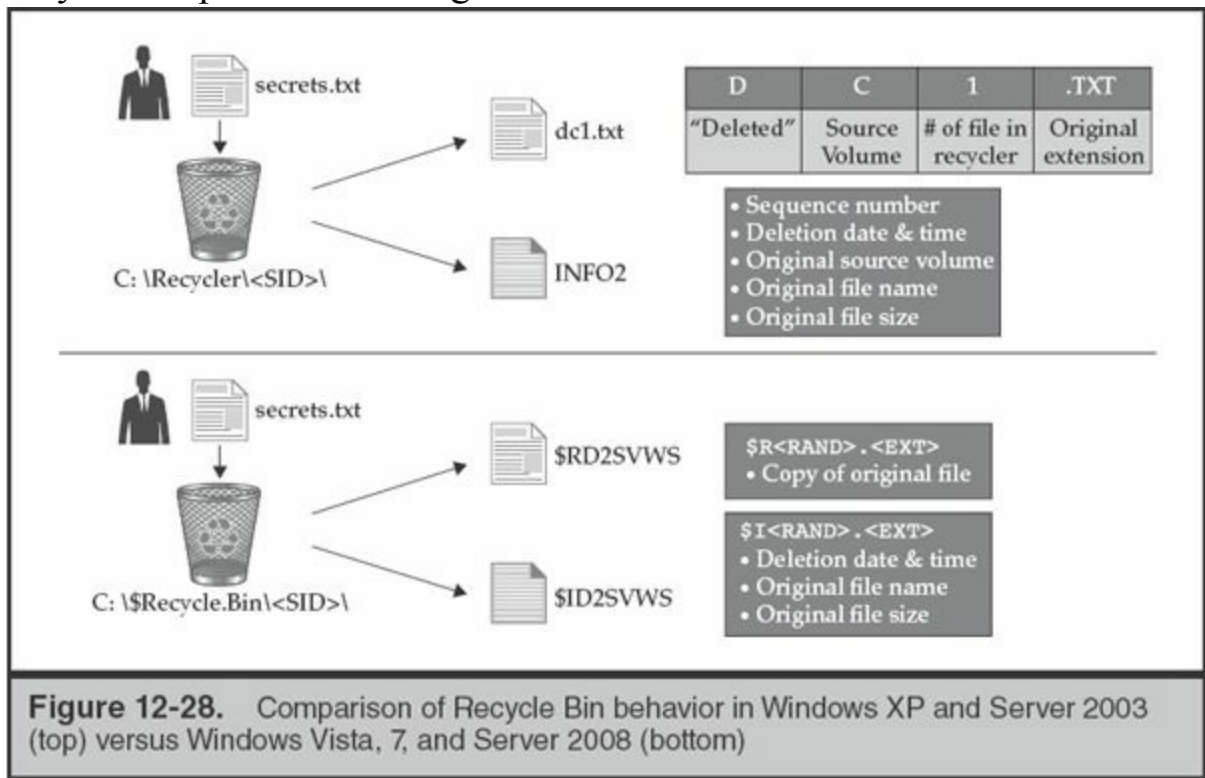 secrets.txt
C: \Recycler\<SID>\
dc1.txt
INFO2
D C 1 .TXT
"Deleted" Source Volume # of file in recycler Original extension
• Sequence number
• Deletion date & time
• Original source volume
• Original file name
• Original file size
secrets.txt
C: \$Recycle.Bin\<SID>\
$RD2SVWS
$ID2SVWS
$R<RAND>.<EXT>
• Copy of original file
$I<RAND>.<EXT>
• Deletion date & time
• Original file name
• Original file size
Figure 12-28. Comparison of Recycle Bin behavior in Windows XP and Server 2003
(top) versus Windows Vista, 7, and Server 2008 (bottom)